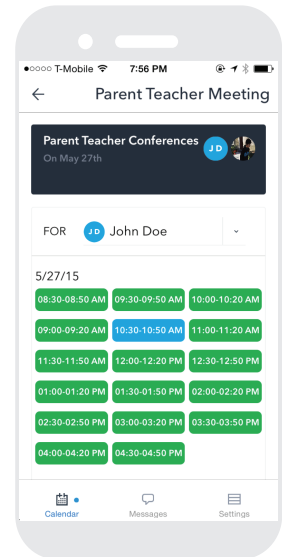 T-Mobile 7:56 PM
Parent Teacher Meeting
Parent Teacher Conferences
On May 27th
J D
FOR J D John Doe
5/27/15
08:30-08:50 AM 09:30-09:50 AM 10:00-10:20 AM
09:00-09:20 AM 10:30-10:50 AM 11:00-11:20 AM
11:30-11:50 AM 12:00-12:20 PM 12:30-12:50 PM
01:00-01:20 PM 01:30-01:50 PM 02:00-02:20 PM
02:30-02:50 PM 03:00-03:20 PM 03:30-03:50 PM
04:00-04:20 PM 04:30-04:50 PM
Calendar Messages Settings